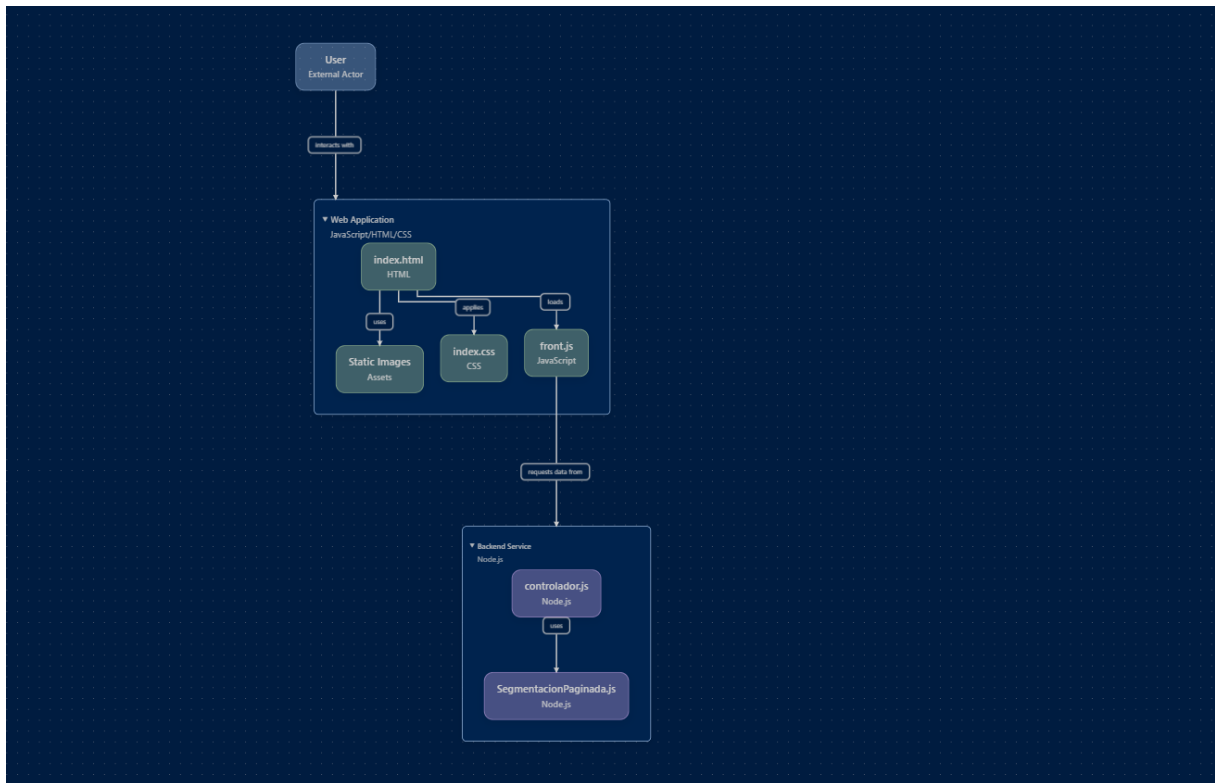 User
External Actor
interacts with
▼ Web Application
JavaScript/HTML/CSS
index.html
HTML
uses
applies
loads
Static Images
Assets
index.css
CSS
front.js
JavaScript
requests data from
▼ Backend Service
Node.js
controlador.js
Node.js
uses
SegmentacionPaginada.js
Node.js